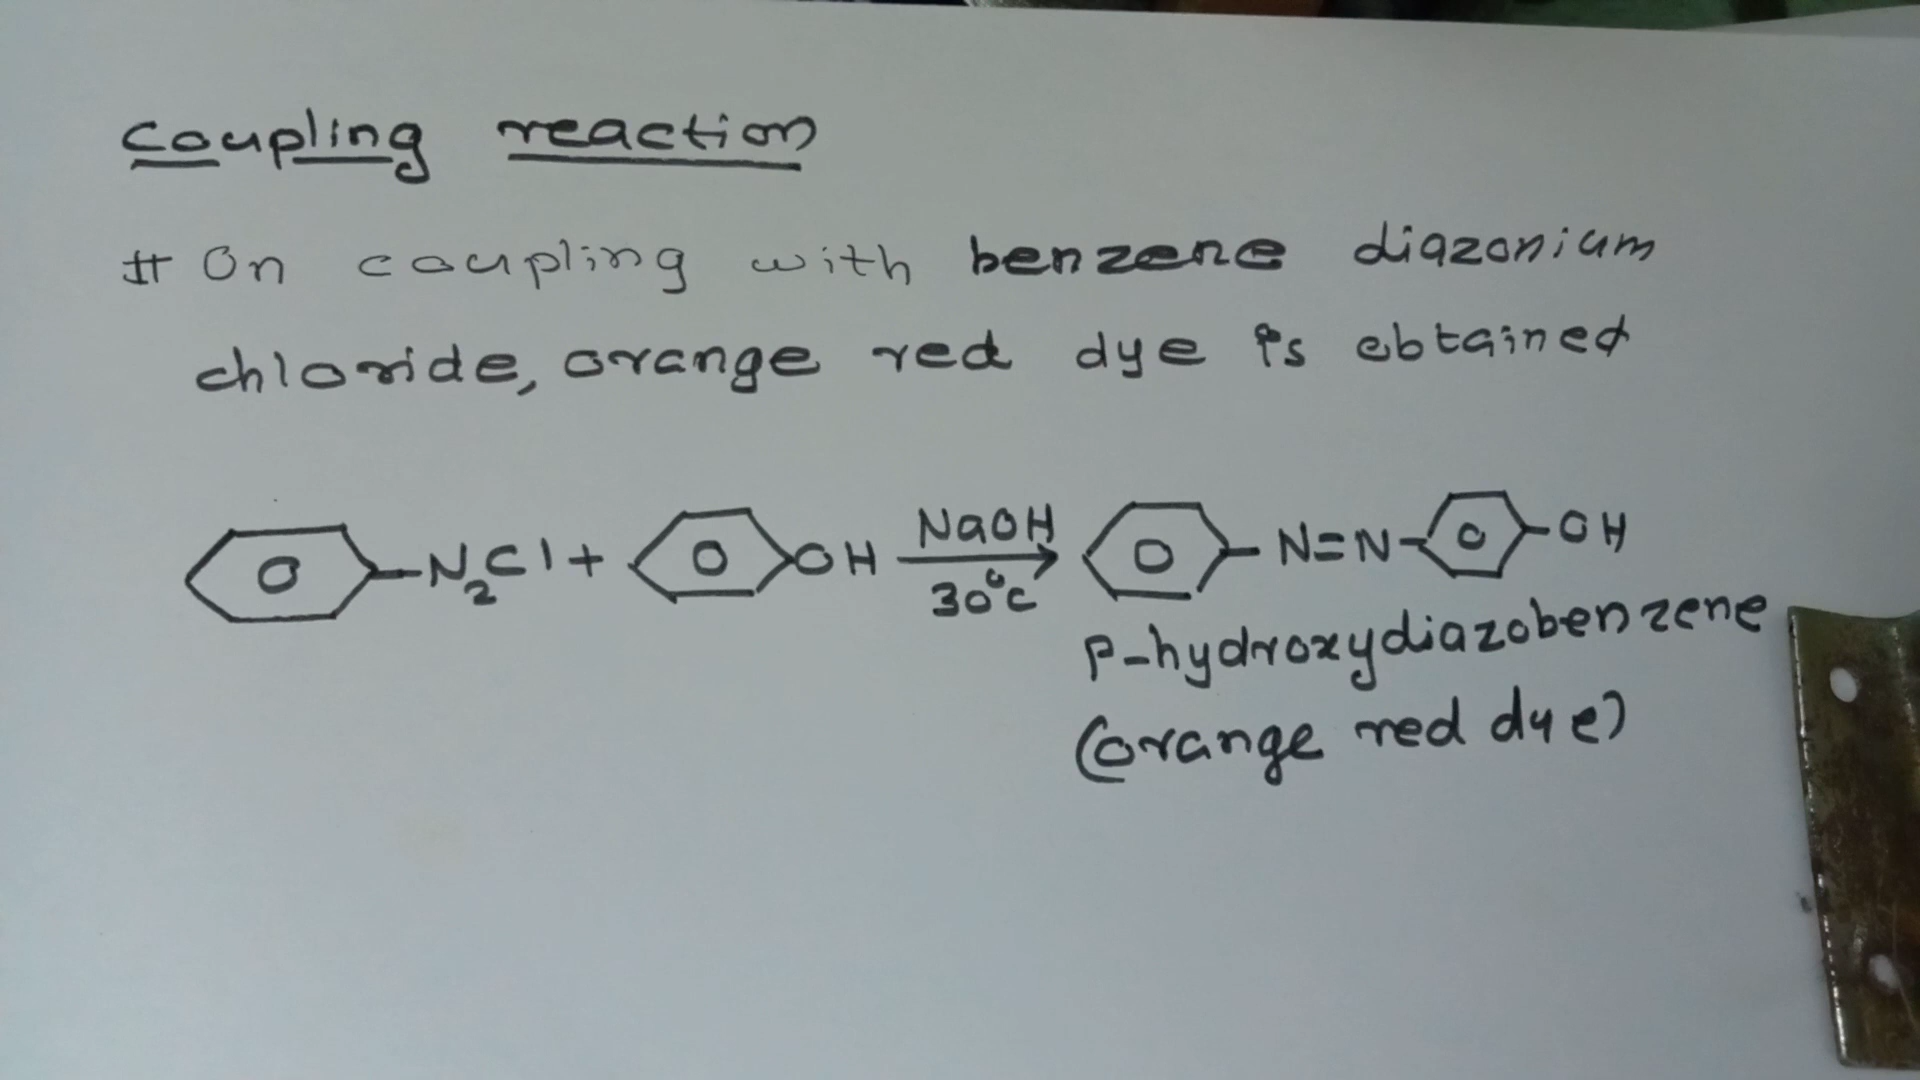 Coupling reaction
# On coupling with benzene diazonium
chloride, orange red dye is obtained
-N₂Cl + OH NaOH -N=N- -OH
30°C
P-hydroxydiazobenzene
(orange red dye)